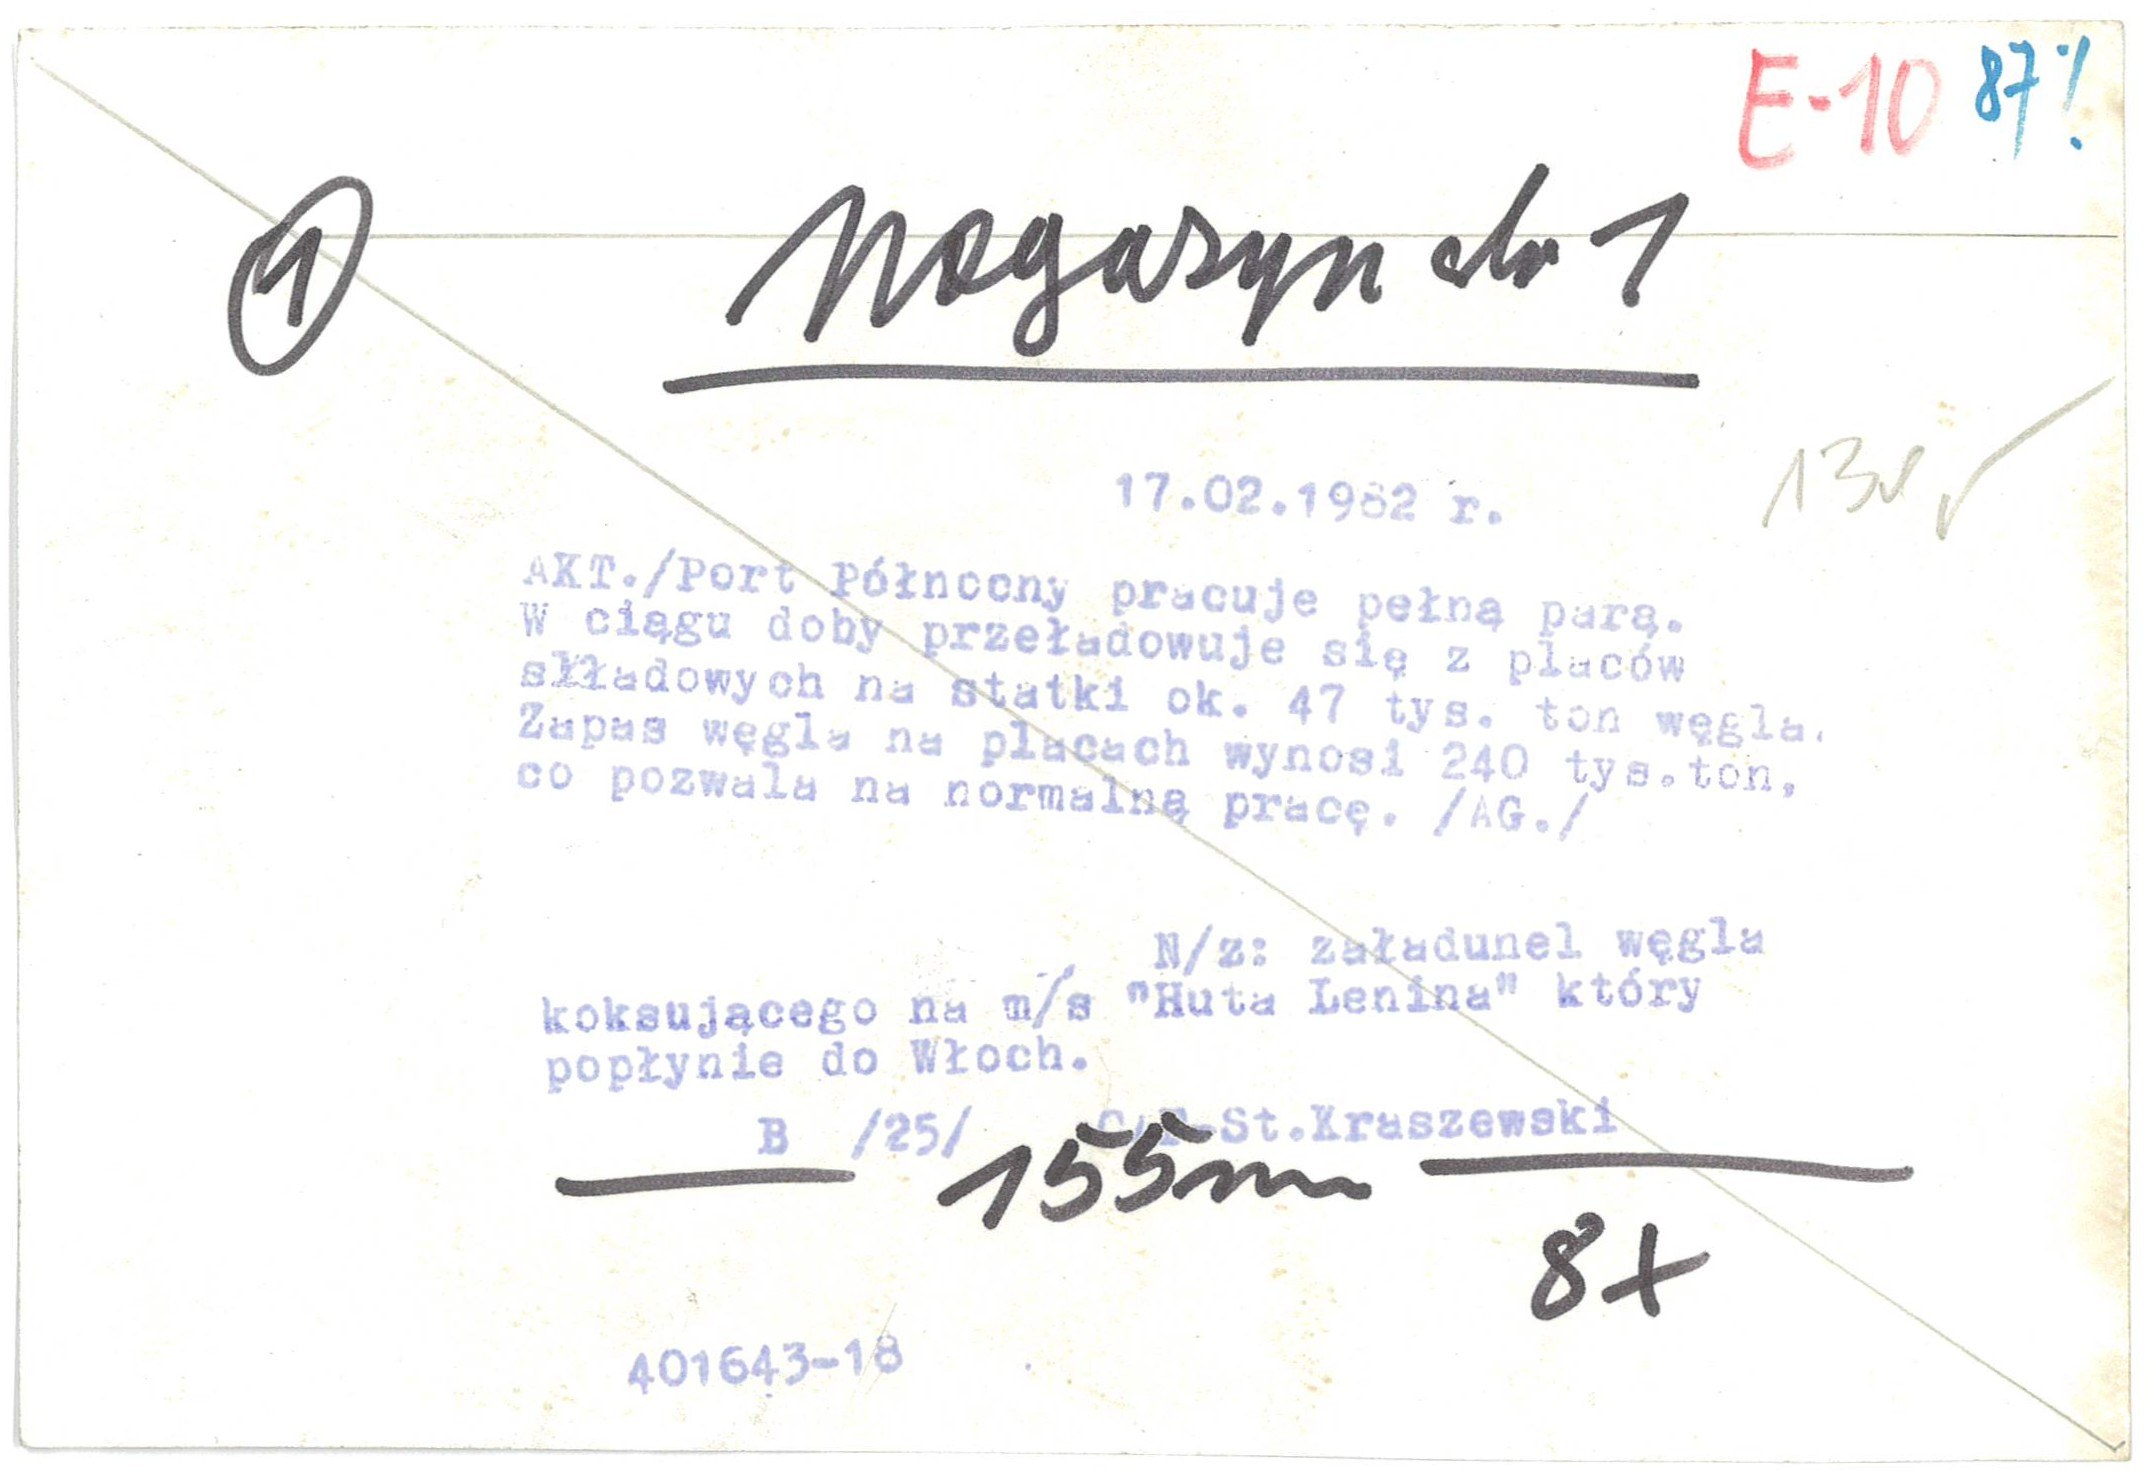 E-10 87%
1
Magazyn str 1
17.02.1982 r.
AKT./Port Północny pracuje pełną parą.
W ciągu doby przeładowuje się z placów
składowych na statki ok. 47 tys. ton węgla.
Zapas węgla na placach wynosi 240 tys.ton,
co pozwala na normalną pracę. /AG./
N/z: załadunel węgla
koksującego na m/s "Huta Lenina" który
popłynie do Włoch.
B /25/ CAF-St.Kraszewski
155mm
8x
401643-18